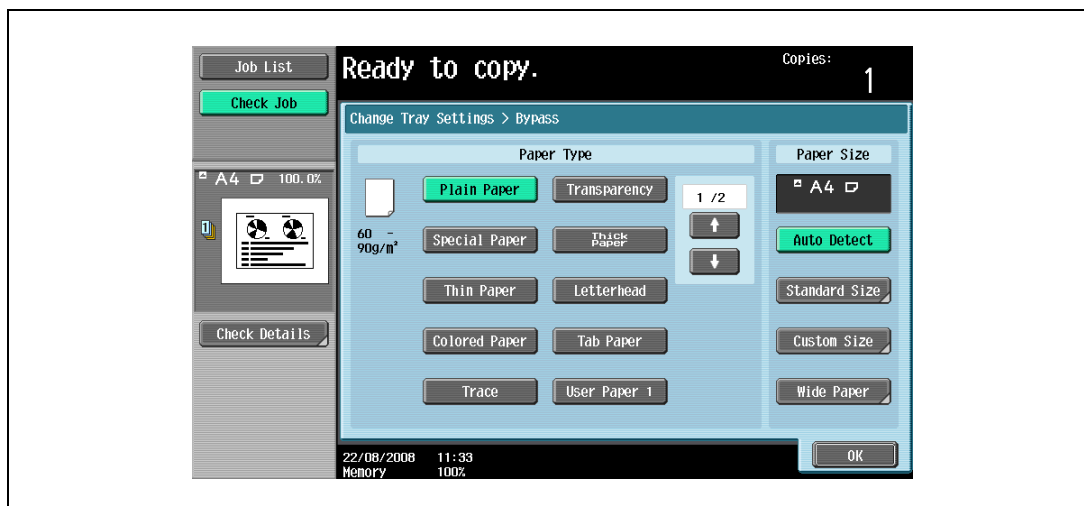 Job List
Check Job
A4 100.0%
Check Details
Ready to copy.
Copies:
1
Change Tray Settings > Bypass
Paper Type
Plain Paper
Transparency
1 /2
60 -
90g/m²
Special Paper
Thick
Paper
Thin Paper
Letterhead
Colored Paper
Tab Paper
Trace
User Paper 1
Paper Size
A4
Auto Detect
Standard Size
Custom Size
Wide Paper
22/08/2008 11:33
Memory 100%
OK